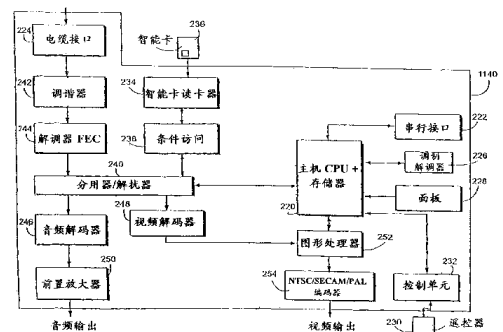 236
224
电缆接口
智能卡
242
234
1140
调谐器
智能卡读卡器
222
串行接口
244
238
解调器 FEC
条件访问
主机 CPU +
存储器
调制
解调器
226
240
228
分用器/解扰器
面板
246
248
220
音频解码器
视频解码器
图形处理器
252
232
250
254
前置放大器
NTSC/SECAM/PAL
编码器
控制单元
音频输出
视频输出
230
遥控器